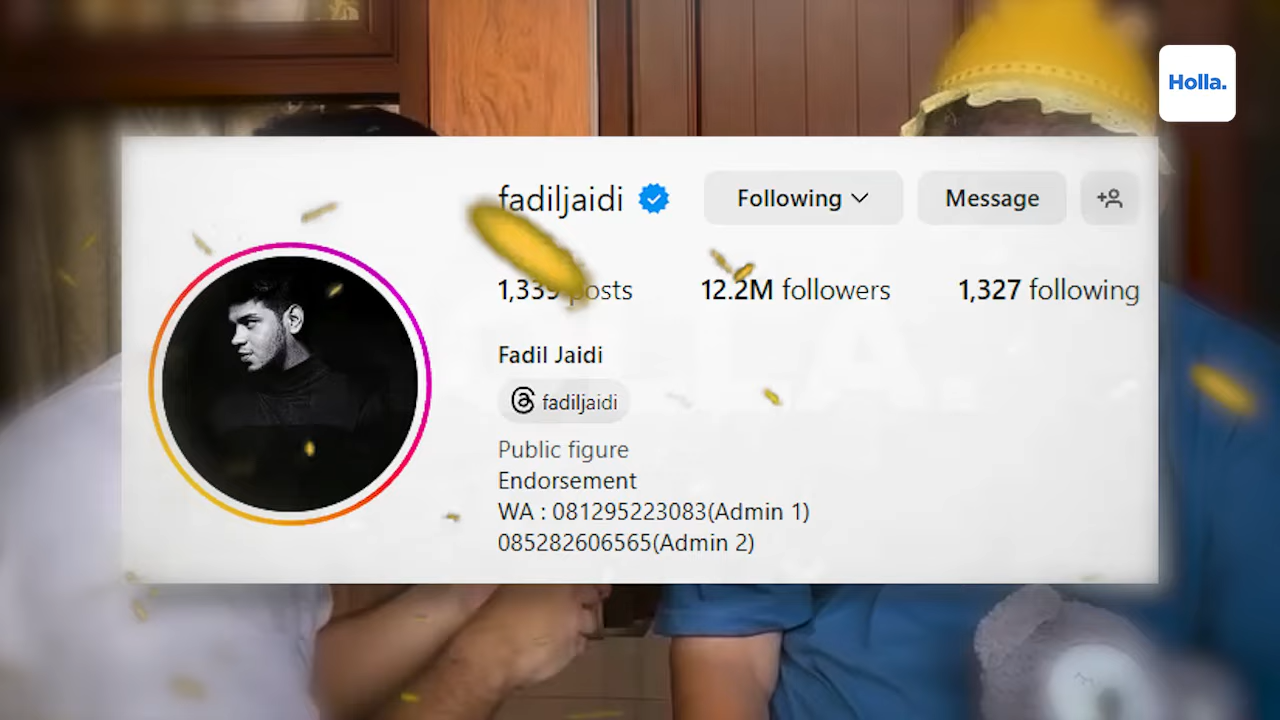 Holla.
fadiljaidi
Following
Message
1,339 posts
12.2M followers
1,327 following
Fadil Jaidi
fadiljaidi
Public figure
Endorsement
WA : 081295223083(Admin 1)
085282606565(Admin 2)